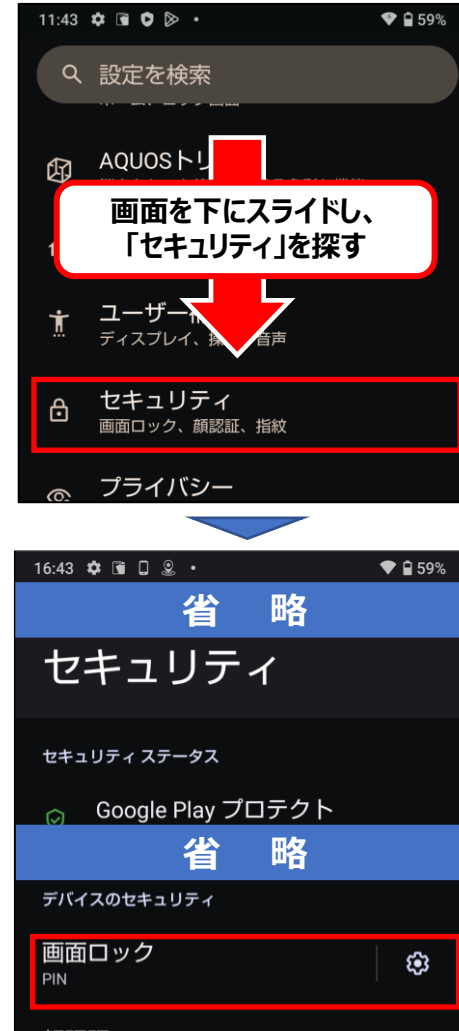 11:43
59%
設定を検索
AQUOSトリ
画面を下にスライドし、
「セキュリティ」を探す
ユーザー
ディスプレイ、操 音声
セキュリティ
画面ロック、顔認証、指紋
プライバシー
16:43
59%
省 略
セキュリティ
セキュリティ ステータス
Google Play プロテクト
省 略
デバイスのセキュリティ
画面ロック
PIN